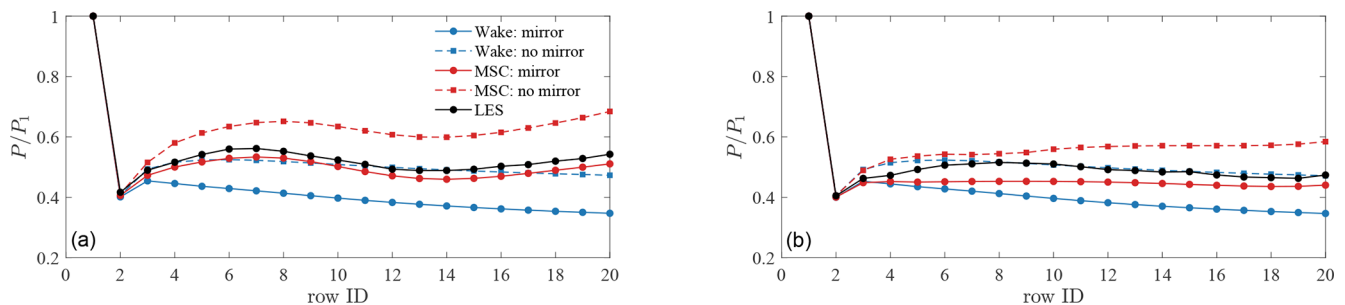 1
0.8
0.6
0.4
0.2
P/P1
Wake: mirror
Wake: no mirror
MSC: mirror
MSC: no mirror
LES
(a)
0 2 4 6 8 10 12 14 16 18 20
row ID
1
0.8
0.6
0.4
0.2
P/P1
(b)
0 2 4 6 8 10 12 14 16 18 20
row ID